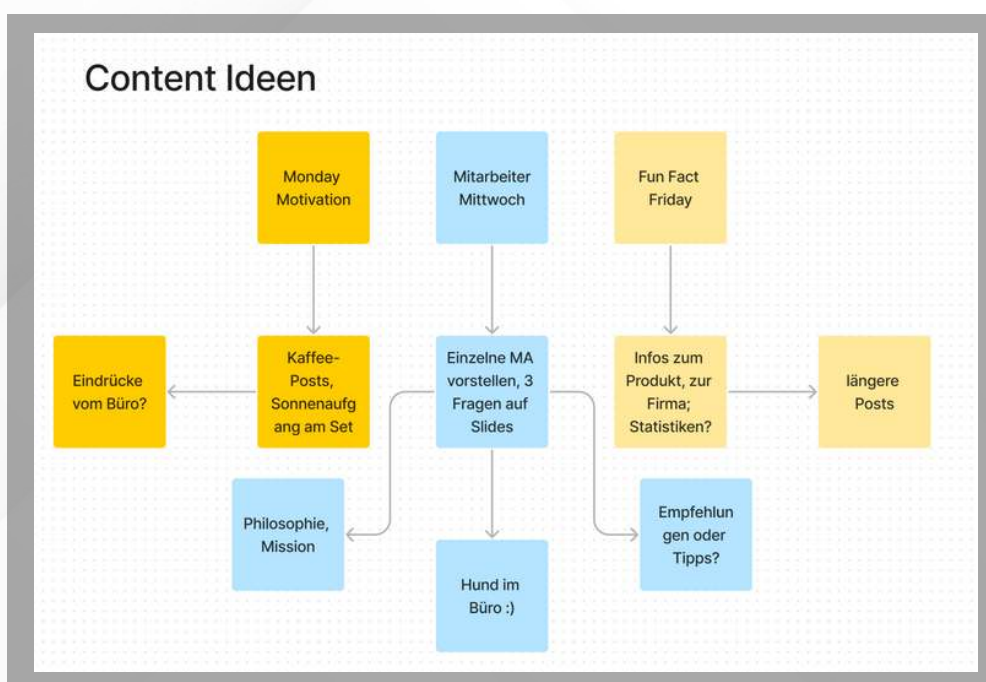 Content Ideen
Monday
Motivation
Mitarbeiter
Mittwoch
Fun Fact
Friday
Eindrücke
vom Büro?
Kaffee-
Posts,
Sonnenaufg
ang am Set
Einzelne MA
vorstellen, 3
Fragen auf
Slides
Infos zum
Produkt, zur
Firma;
Statistiken?
längere
Posts
Philosophie,
Mission
Hund im
Büro :)
Empfehlun
gen oder
Tipps?